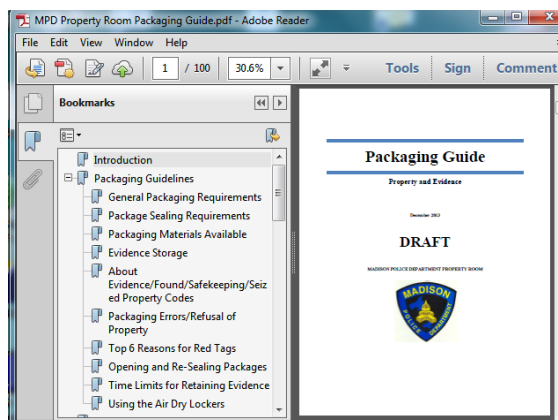 MPD Property Room Packaging Guide.pdf - Adobe Reader
File Edit View Window Help
1 / 100 30.6% Tools Sign Comment
Bookmarks
Introduction
Packaging Guidelines
General Packaging Requirements
Package Sealing Requirements
Packaging Materials Available
Evidence Storage
About
Evidence/Found/Safekeeping/Seiz
ed Property Codes
Packaging Errors/Refusal of
Property
Top 6 Reasons for Red Tags
Opening and Re-Sealing Packages
Time Limits for Retaining Evidence
Using the Air Dry Lockers
Packaging Guide
Property and Evidence
December 2013
DRAFT
MADISON POLICE DEPARTMENT PROPERTY ROOM
MADISON
POLICE
DEPARTMENT